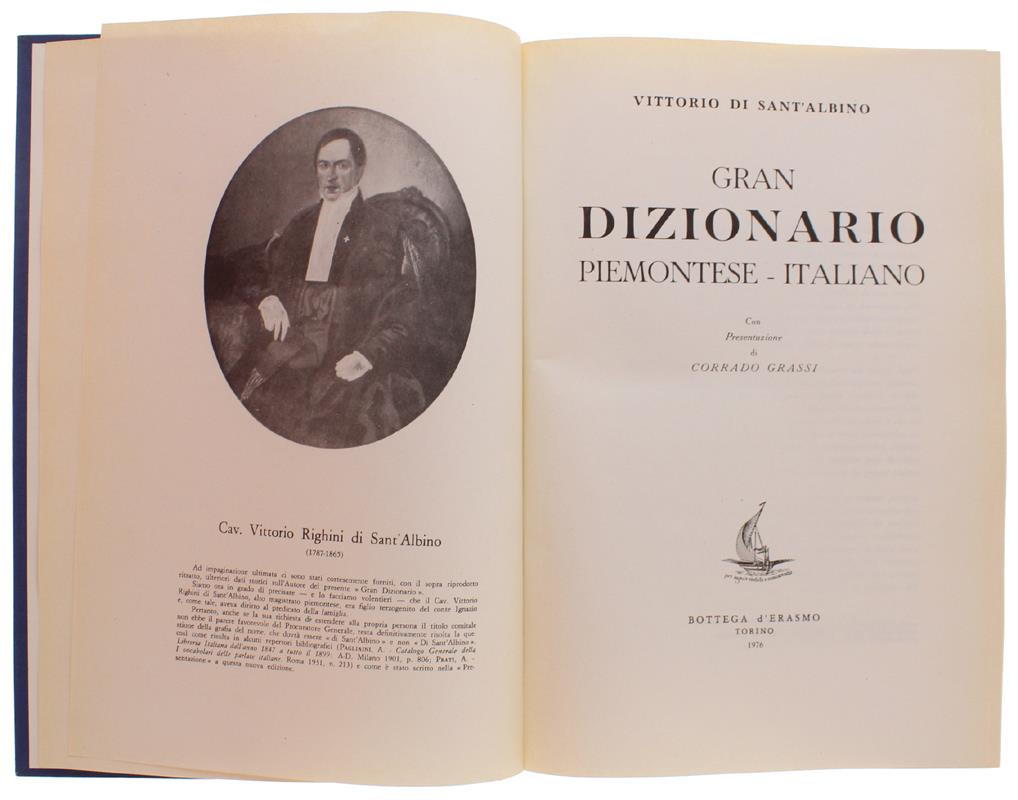 Cav. Vittorio Righini di Sant'Albino
(1787-1865)
Ad impaginazione ultimata ci sono stati cortesemente forniti, con il sopra riprodotto
ritratto, ulteriori dati storici sull'Autore del presente « Gran Dizionario ».
Siamo ora in grado di precisare — e lo facciamo volentieri — che il Cav. Vittorio
Righini di Sant'Albino, alto magistrato piemontese, era figlio terzogenito del conte Ignazio
e, come tale, aveva diritto al predicato della famiglia.
Pertanto, anche se la sua richiesta di estendere alla propria persona il titolo comitale
non ebbe il parere favorevole del Procuratore Generale, resta definitivamente risolta la que
stione della grafia del nome, che dovrà essere « di Sant'Albino » e non « Di Sant'Albino »,
così come risulta in alcuni repertori bibliografici (PAGLIAINI, A. - Catalogo Generale della
Libreria Italiana dall'anno 1847 a tutto il 1899: A-D. Milano 1901, p. 806; PRATI, A. -
I vocabolari delle parlate italiane. Roma 1931, n. 213) e come è stato scritto nella « Pre-
sentazione » a questa nuova edizione.
VITTORIO DI SANT'ALBINO
GRAN
DIZIONARIO
PIEMONTESE - ITALIANO
Con
Presentazione
di
CORRADO GRASSI
BOTTEGA d'ERASMO
TORINO
1976